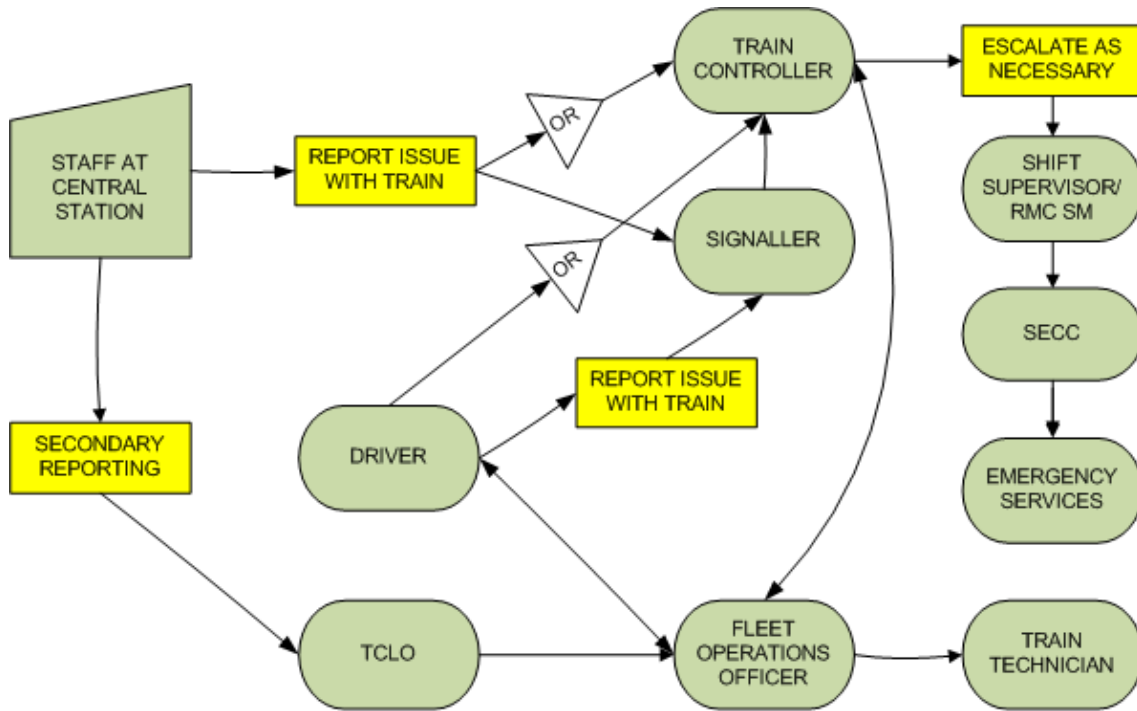 TRAIN
CONTROLLER
ESCALATE AS
NECESSARY
OR
STAFF AT
CENTRAL
STATION
REPORT ISSUE
WITH TRAIN
SHIFT
SUPERVISOR/
RMC SM
SIGNALLER
OR
SECC
REPORT ISSUE
WITH TRAIN
SECONDARY
REPORTING
DRIVER
EMERGENCY
SERVICES
TCLO
FLEET
OPERATIONS
OFFICER
TRAIN
TECHNICIAN